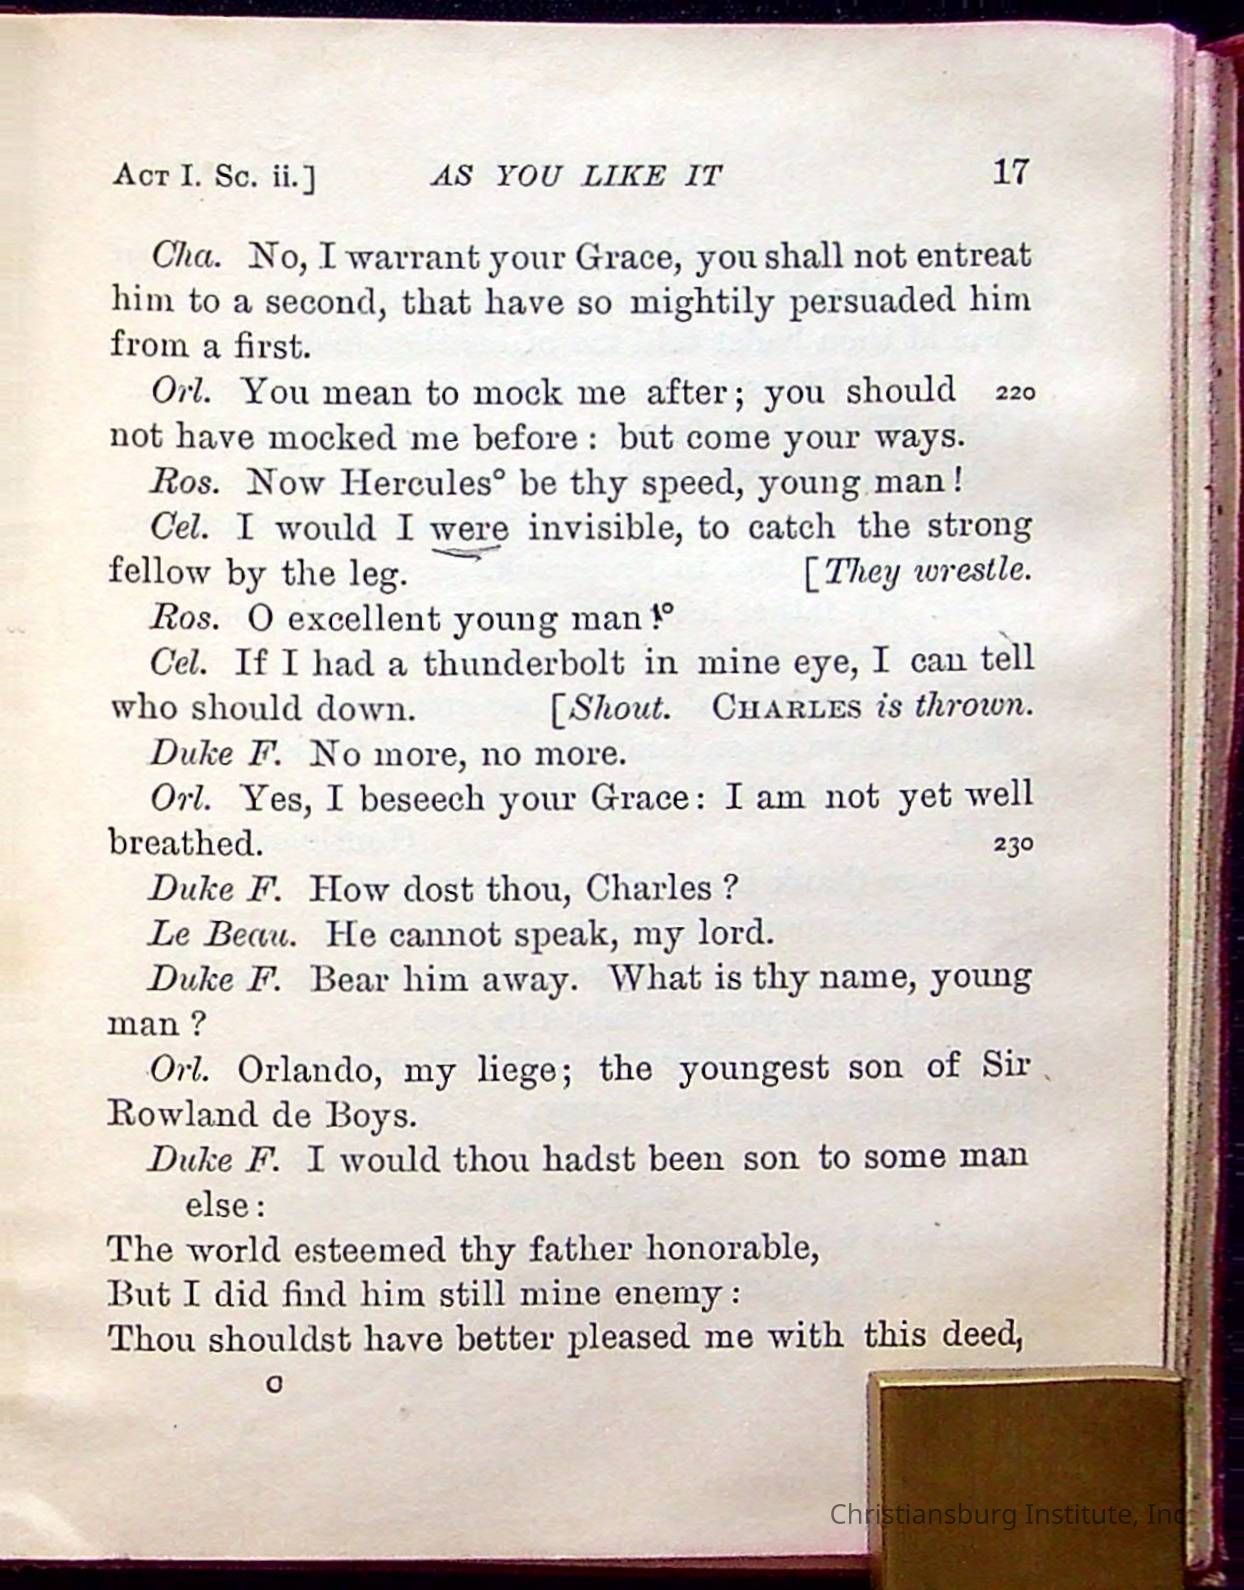 ACT I. Sc. ii.] AS YOU LIKE IT 17
Cha. No, I warrant your Grace, you shall not entreat
him to a second, that have so mightily persuaded him
from a first.
Orl. You mean to mock me after; you should 220
not have mocked me before: but come your ways.
Ros. Now Hercules° be thy speed, young man!
Cel. I would I were invisible, to catch the strong
fellow by the leg. [They wrestle.
Ros. O excellent young man!°
Cel. If I had a thunderbolt in mine eye, I can tell
who should down. [Shout. CHARLES is thrown.
Duke F. No more, no more.
Orl. Yes, I beseech your Grace: I am not yet well
breathed. 230
Duke F. How dost thou, Charles?
Le Beau. He cannot speak, my lord.
Duke F. Bear him away. What is thy name, young
man?
Orl. Orlando, my liege; the youngest son of Sir
Rowland de Boys.
Duke F. I would thou hadst been son to some man
else:
The world esteemed thy father honorable,
But I did find him still mine enemy:
Thou shouldst have better pleased me with this deed,
Christiansburg Institute, Inc